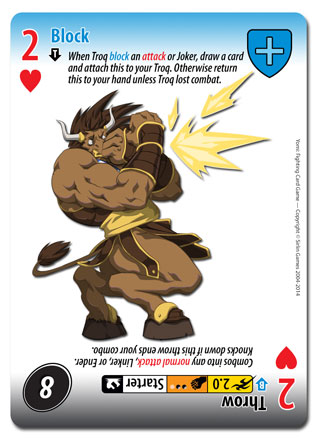 2
Block
When Troq block an attack or Joker, draw a card
and attach this to your Troq. Otherwise return
this to your hand unless Troq lost combat.
Yomi Fighting Card Game — Copyright © Sirlin Games 2004-2014
2
Throw
8
2.0
Starter
Combos into any normal attack, Linker, or Ender.
Knocks down if this throw ends your combo.
8